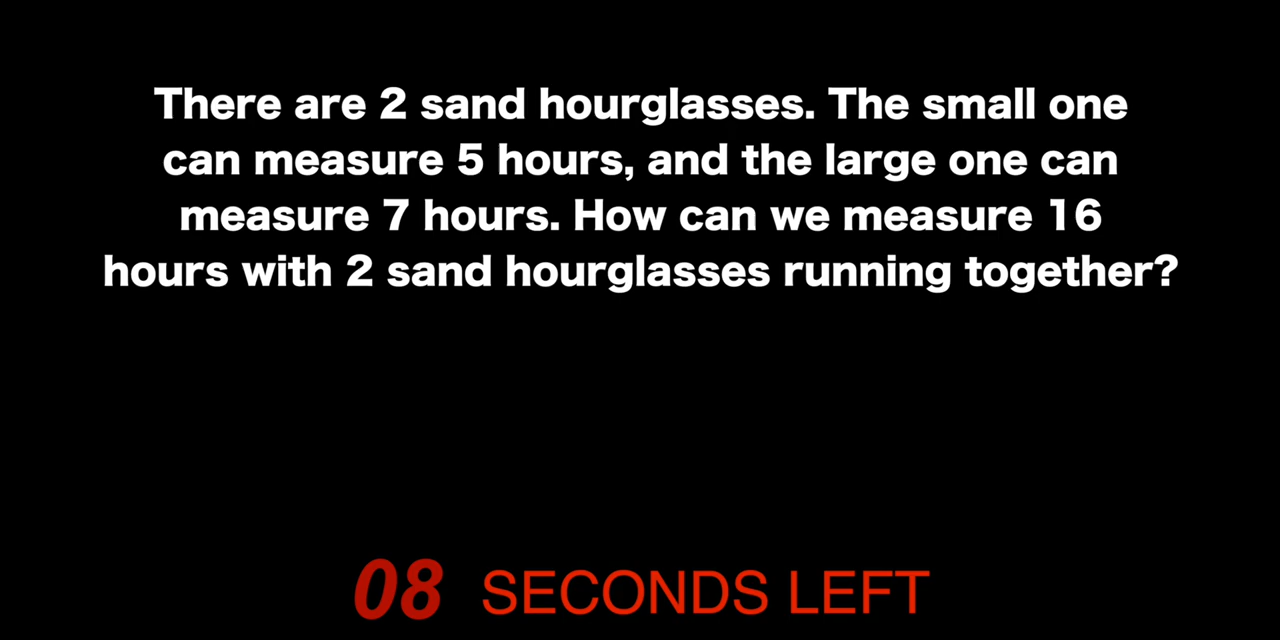 There are 2 sand hourglasses. The small one
can measure 5 hours, and the large one can
measure 7 hours. How can we measure 16
hours with 2 sand hourglasses running together?
08 SECONDS LEFT